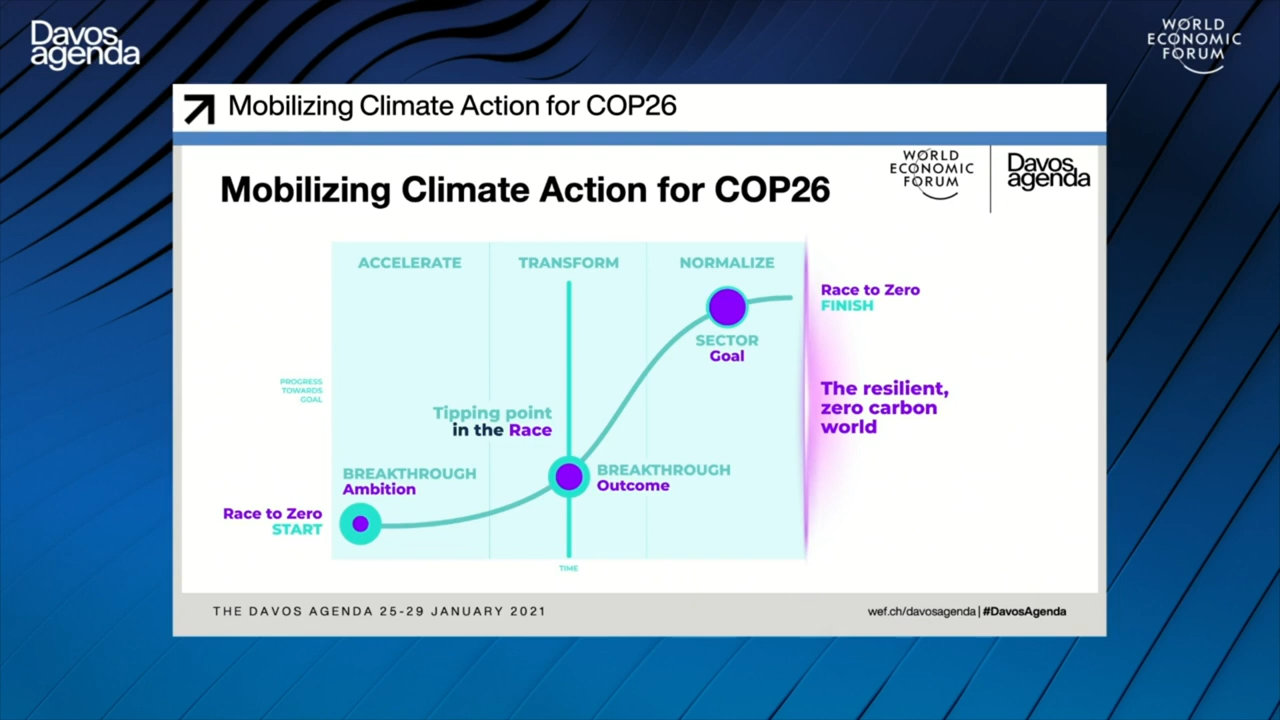 Davos
agenda
WORLD
ECONOMIC
FORUM
Mobilizing Climate Action for COP26
WORLD
ECONOMIC
FORUM
Davos
agenda
Mobilizing Climate Action for COP26
ACCELERATE
TRANSFORM
NORMALIZE
Race to Zero
FINISH
SECTOR
Goal
PROGRESS
TOWARDS
GOAL
The resilient,
zero carbon
world
Tipping point
in the Race
BREAKTHROUGH
Ambition
BREAKTHROUGH
Outcome
Race to Zero
START
TIME
THE DAVOS AGENDA 25-29 JANUARY 2021
wef.ch/davosagenda | #DavosAgenda